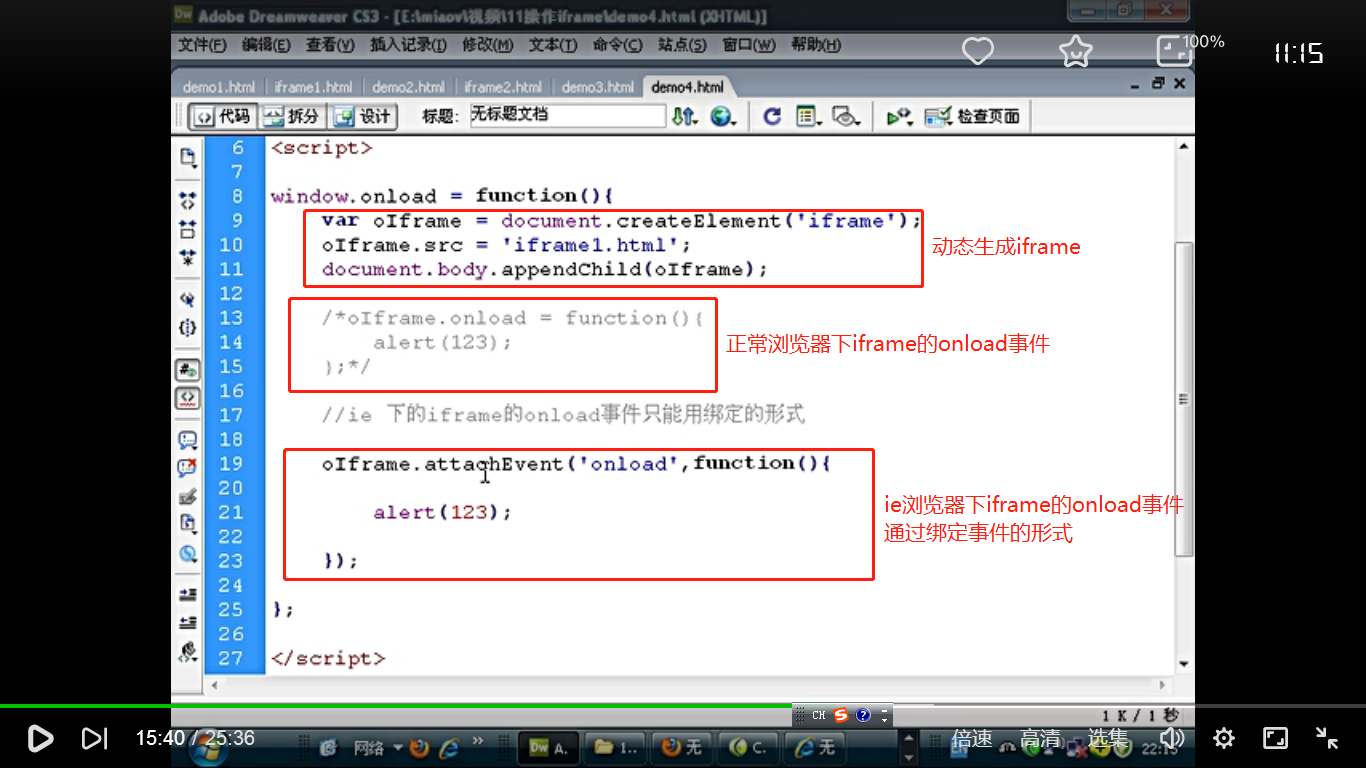 Adobe Dreamweaver CS3 - [E:\miaov\视频\11操作iframe\demo4.html (XHTML)]
文件(F) 编辑(E) 查看(V) 插入记录(I) 修改(M) 文本(T) 命令(C) 站点(S) 窗口(W) 帮助(H)
100%
11:15
demo1.html iframe1.html demo2.html iframe2.html demo3.html demo4.html
代码 拆分 设计 标题: 无标题文档 检查页面
6 <script>
7
8 window.onload = function(){
9 var oIframe = document.createElement('iframe');
10 oIframe.src = 'iframe1.html';
动态生成iframe
11 document.body.appendChild(oIframe);
12
13 /*oIframe.onload = function(){
14 alert(123);
正常浏览器下iframe的onload事件
15 };*/
16
17 //ie 下的iframe的onload事件只能用绑定的形式
18
19 oIframe.attachEvent('onload',function(){
20
ie浏览器下iframe的onload事件
21 alert(123);
通过绑定事件的形式
22
23 });
24
25 };
26
27 </script>
CH
1 K / 1 秒
15:40 / 25:36
网络 Dw A. 1.. 无 C. 无
倍速 高清 选集